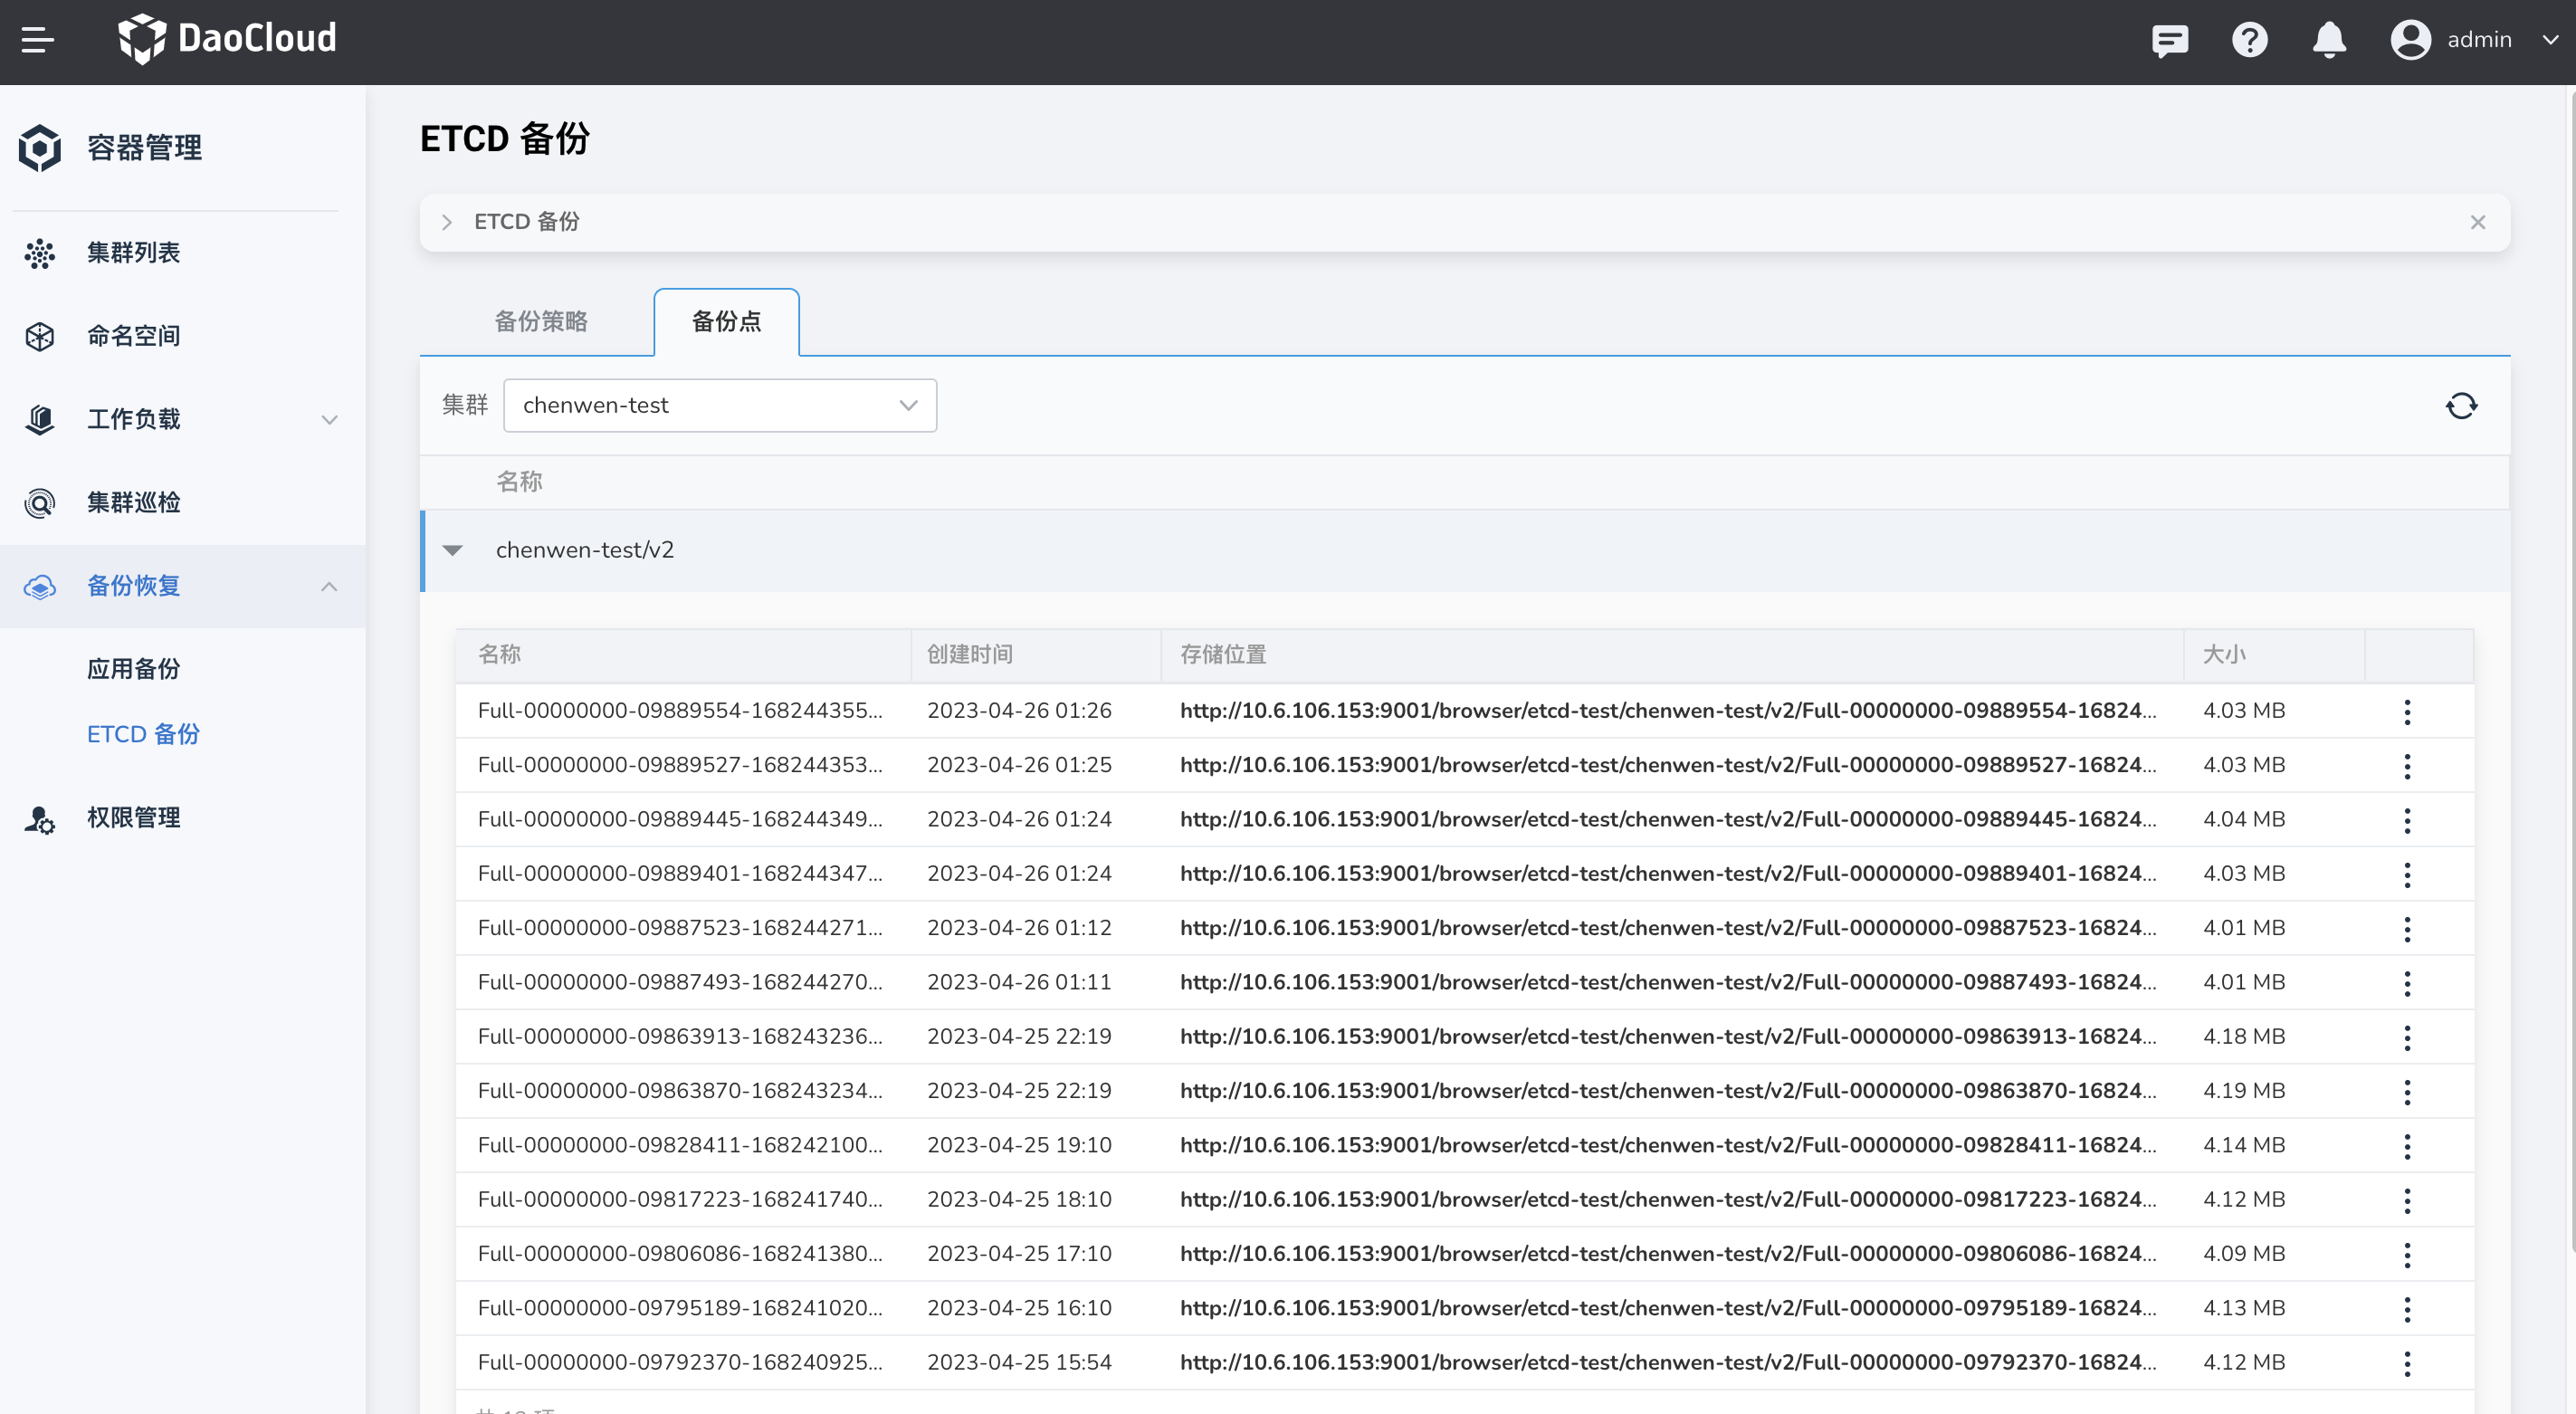 DaoCloud
admin
容器管理
集群列表
命名空间
工作负载
集群巡检
备份恢复
应用备份
ETCD 备份
权限管理
ETCD 备份
ETCD 备份
备份策略 备份点
集群 chenwen-test
名称
chenwen-test/v2
名称 创建时间 存储位置 大小
Full-00000000-09889554-168244355... 2023-04-26 01:26 http://10.6.106.153:9001/browser/etcd-test/chenwen-test/v2/Full-00000000-09889554-16824... 4.03 MB
Full-00000000-09889527-168244353... 2023-04-26 01:25 http://10.6.106.153:9001/browser/etcd-test/chenwen-test/v2/Full-00000000-09889527-16824... 4.03 MB
Full-00000000-09889445-168244349... 2023-04-26 01:24 http://10.6.106.153:9001/browser/etcd-test/chenwen-test/v2/Full-00000000-09889445-16824... 4.04 MB
Full-00000000-09889401-168244347... 2023-04-26 01:24 http://10.6.106.153:9001/browser/etcd-test/chenwen-test/v2/Full-00000000-09889401-16824... 4.03 MB
Full-00000000-09887523-168244271... 2023-04-26 01:12 http://10.6.106.153:9001/browser/etcd-test/chenwen-test/v2/Full-00000000-09887523-16824... 4.01 MB
Full-00000000-09887493-168244270... 2023-04-26 01:11 http://10.6.106.153:9001/browser/etcd-test/chenwen-test/v2/Full-00000000-09887493-16824... 4.01 MB
Full-00000000-09863913-168243236... 2023-04-25 22:19 http://10.6.106.153:9001/browser/etcd-test/chenwen-test/v2/Full-00000000-09863913-16824... 4.18 MB
Full-00000000-09863870-168243234... 2023-04-25 22:19 http://10.6.106.153:9001/browser/etcd-test/chenwen-test/v2/Full-00000000-09863870-16824... 4.19 MB
Full-00000000-09828411-168242100... 2023-04-25 19:10 http://10.6.106.153:9001/browser/etcd-test/chenwen-test/v2/Full-00000000-09828411-16824... 4.14 MB
Full-00000000-09817223-168241740... 2023-04-25 18:10 http://10.6.106.153:9001/browser/etcd-test/chenwen-test/v2/Full-00000000-09817223-16824... 4.12 MB
Full-00000000-09806086-168241380... 2023-04-25 17:10 http://10.6.106.153:9001/browser/etcd-test/chenwen-test/v2/Full-00000000-09806086-16824... 4.09 MB
Full-00000000-09795189-168241020... 2023-04-25 16:10 http://10.6.106.153:9001/browser/etcd-test/chenwen-test/v2/Full-00000000-09795189-16824... 4.13 MB
Full-00000000-09792370-168240925... 2023-04-25 15:54 http://10.6.106.153:9001/browser/etcd-test/chenwen-test/v2/Full-00000000-09792370-16824... 4.12 MB